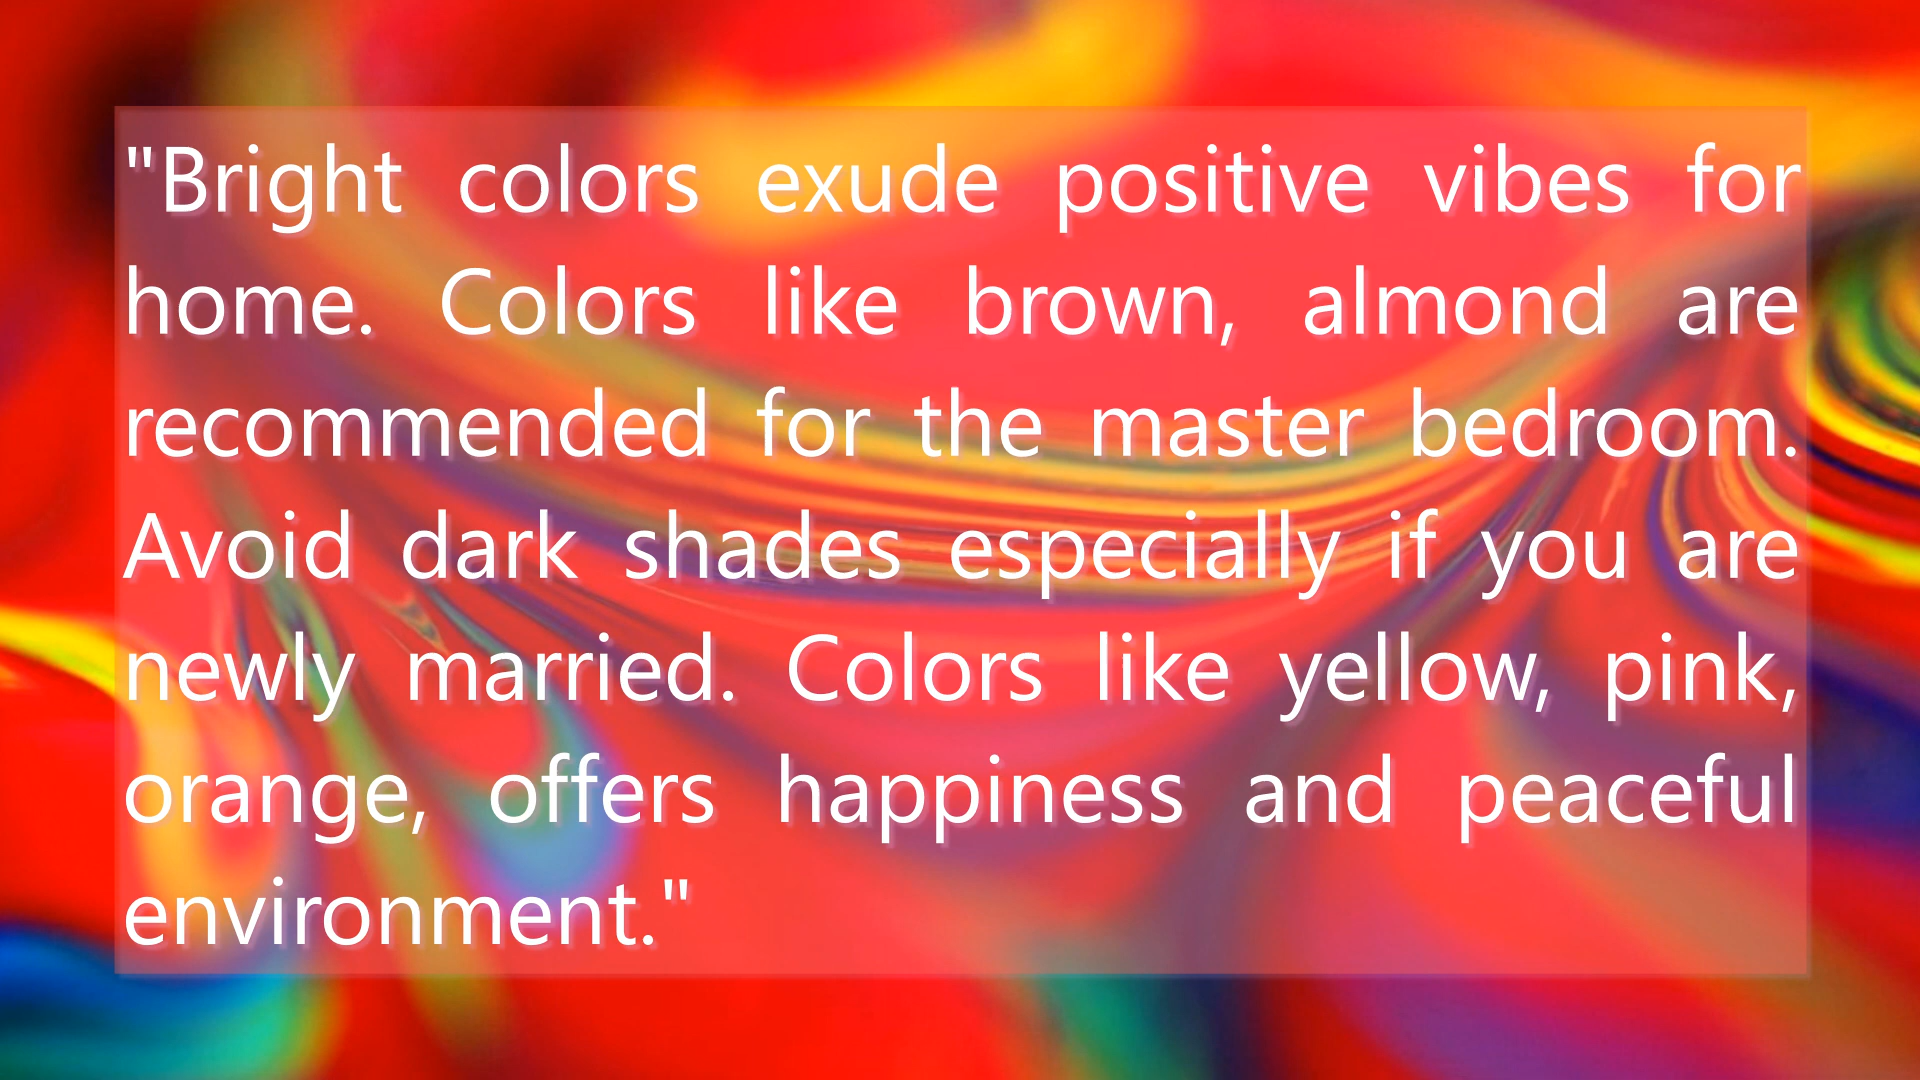 "Bright colors exude positive vibes for
home. Colors like brown, almond are
recommended for the master bedroom.
Avoid dark shades especially if you are
newly married. Colors like yellow, pink,
orange, offers happiness and peaceful
environment."